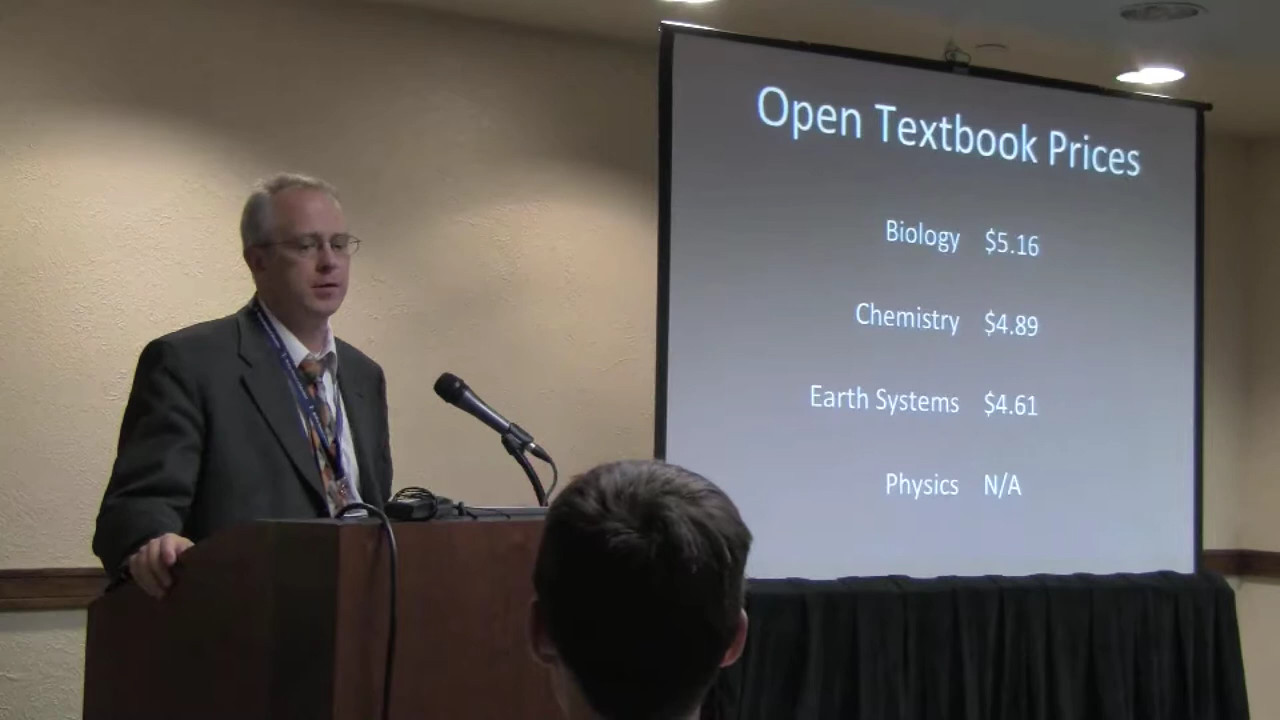 Open Textbook Prices
Biology $5.16
Chemistry $4.89
Earth Systems $4.61
Physics N/A